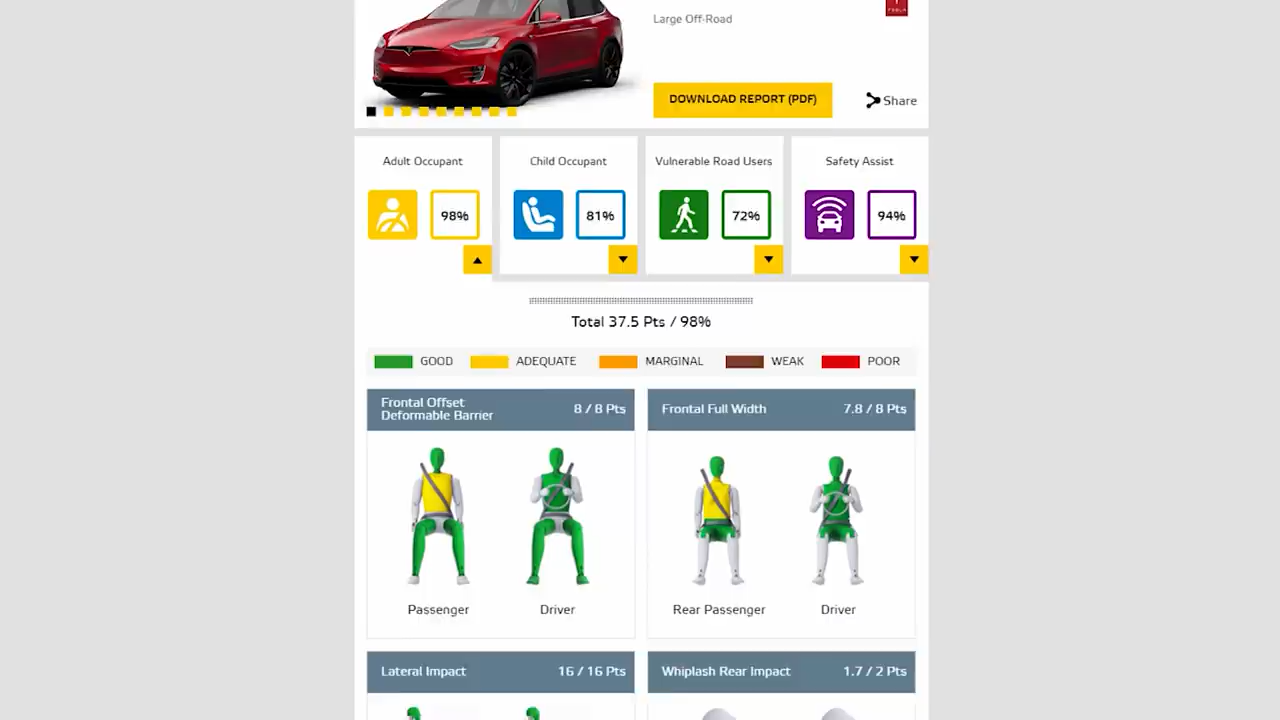 Large Off-Road
TESLA
DOWNLOAD REPORT (PDF)
Share
Adult Occupant
Child Occupant
Vulnerable Road Users
Safety Assist
98%
81%
72%
94%
Total 37.5 Pts / 98%
GOOD
ADEQUATE
MARGINAL
WEAK
POOR
Frontal Offset
Deformable Barrier
8 / 8 Pts
Frontal Full Width
7.8 / 8 Pts
Passenger
Driver
Rear Passenger
Driver
Lateral Impact
16 / 16 Pts
Whiplash Rear Impact
1.7 / 2 Pts